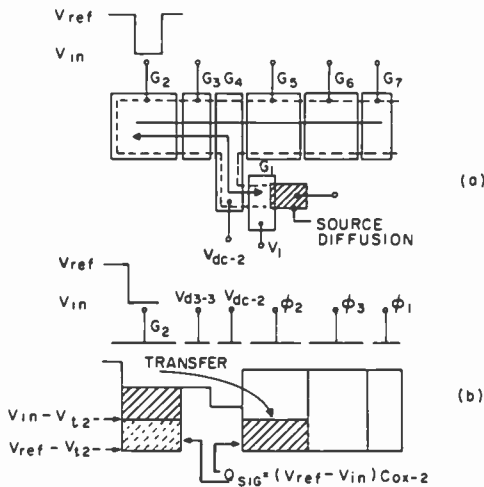 Vref
Vin
G2 G3 G4 G5 G6 G7
G1
(a)
SOURCE
DIFFUSION
Vdc-2
V1
Vref
Vin
G2
Vd3-3
Vdc-2
ϕ2
ϕ3
ϕ1
TRANSFER
(b)
Vin-Vt2
Vref-Vt2
QSIG=(Vref-Vin)Cox-2